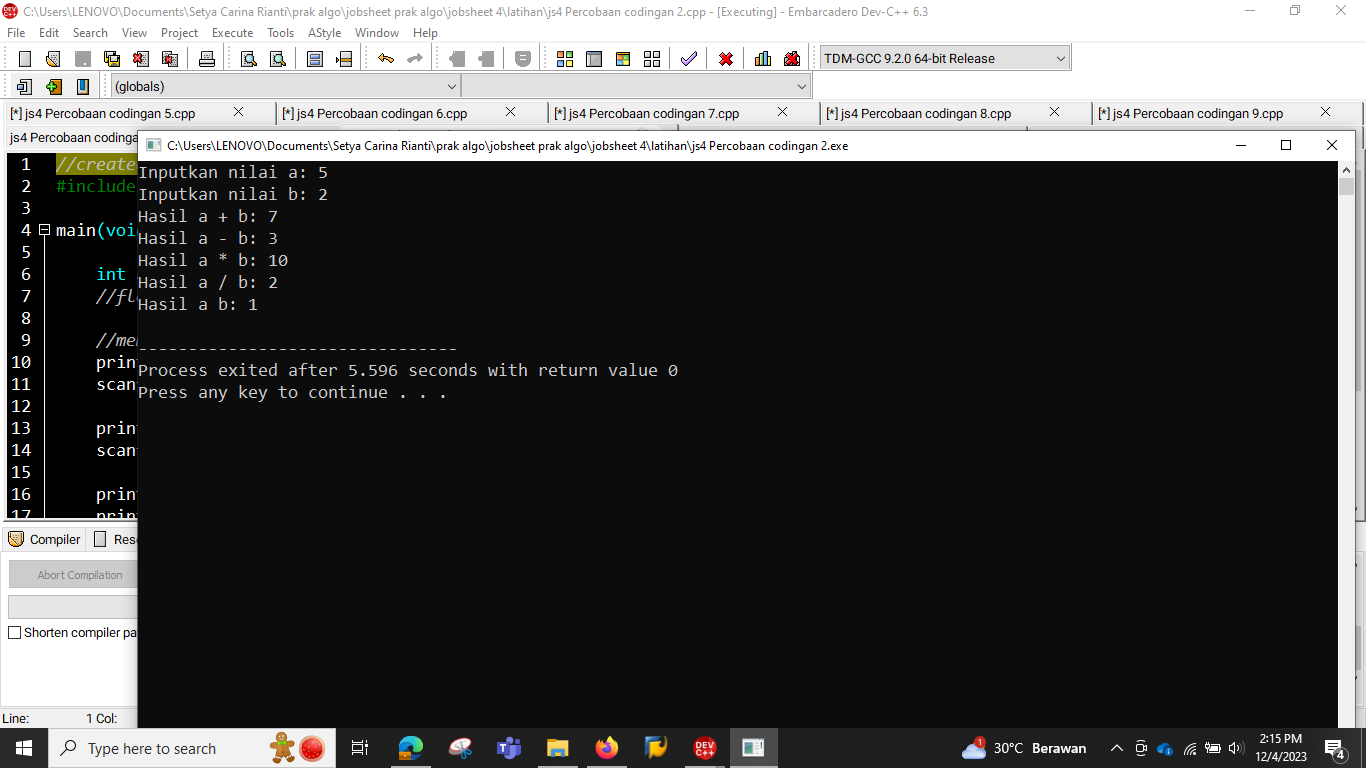 C:\Users\LENOVO\Documents\Setya Carina Rianti\prak algo\jobsheet prak algo\jobsheet 4\latihan\js4 Percobaan codingan 2.cpp - [Executing] - Embarcadero Dev-C++ 6.3
File Edit Search View Project Execute Tools AStyle Window Help
TDM-GCC 9.2.0 64-bit Release
(globals)
[*] js4 Percobaan codingan 5.cpp [*] js4 Percobaan codingan 6.cpp [*] js4 Percobaan codingan 7.cpp [*] js4 Percobaan codingan 8.cpp [*] js4 Percobaan codingan 9.cpp
js4 Percobaan codinga
C:\Users\LENOVO\Documents\Setya Carina Rianti\prak algo\jobsheet prak algo\jobsheet 4\latihan\js4 Percobaan codingan 2.exe
1 //create
2 #include
3
4 main(voi
5
6 int
7 //fl
8
9 //me
10 prin
11 scan
12
13 prin
14 scan
15
16 prin
17 prin
Inputkan nilai a: 5
Inputkan nilai b: 2
Hasil a + b: 7
Hasil a - b: 3
Hasil a * b: 10
Hasil a / b: 2
Hasil a b: 1
--------------------------------
Process exited after 5.596 seconds with return value 0
Press any key to continue . . .
Compiler Reso
Abort Compilation
Shorten compiler pa
Line: 1 Col:
Type here to search
DEV C++
1
30°C Berawan
2:15 PM
12/4/2023
4